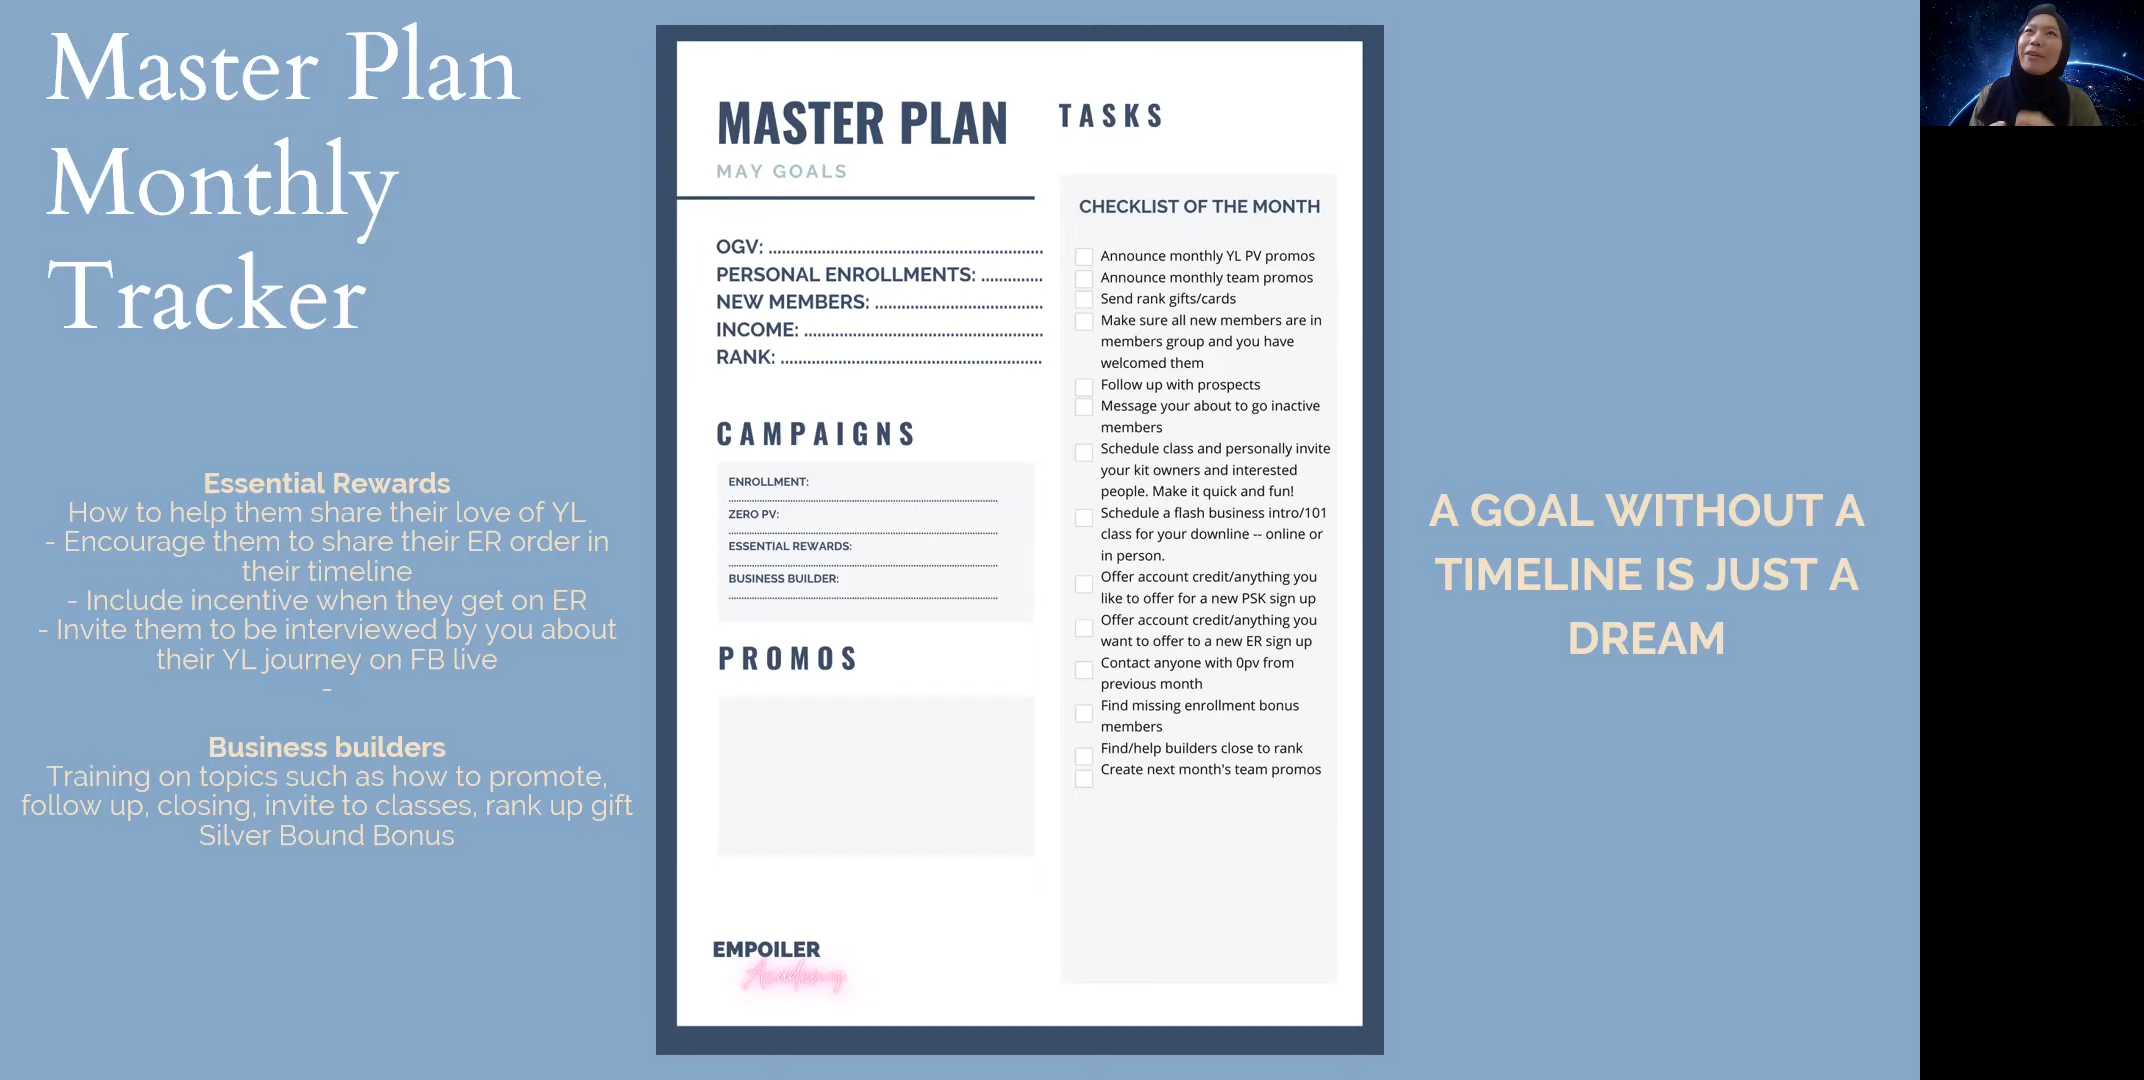 Master Plan
Monthly
Tracker
Essential Rewards
How to help them share their love of YL
- Encourage them to share their ER order in
their timeline
- Include incentive when they get on ER
- Invite them to be interviewed by you about
their YL journey on FB live
-
Business builders
Training on topics such as how to promote,
follow up, closing, invite to classes, rank up gift
Silver Bound Bonus
MASTER PLAN
MAY GOALS
OGV: ............................................................
PERSONAL ENROLLMENTS: .............
NEW MEMBERS: .....................................
INCOME: .....................................................
RANK: ..........................................................
CAMPAIGNS
ENROLLMENT:
ZERO PV:
ESSENTIAL REWARDS:
BUSINESS BUILDER:
PROMOS
EMPOILER
Academy
TASKS
CHECKLIST OF THE MONTH
Announce monthly YL PV promos
Announce monthly team promos
Send rank gifts/cards
Make sure all new members are in
members group and you have
welcomed them
Follow up with prospects
Message your about to go inactive
members
Schedule class and personally invite
your kit owners and interested
people. Make it quick and fun!
Schedule a flash business intro/101
class for your downline -- online or
in person.
Offer account credit/anything you
like to offer for a new PSK sign up
Offer account credit/anything you
want to offer to a new ER sign up
Contact anyone with 0pv from
previous month
Find missing enrollment bonus
members
Find/help builders close to rank
Create next month's team promos
A GOAL WITHOUT A
TIMELINE IS JUST A
DREAM